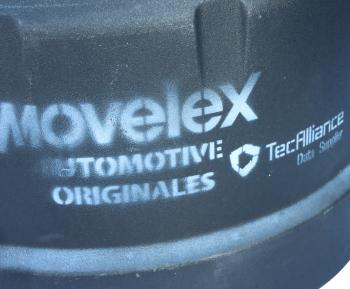 Movelex
AUTOMOTIVE
ORIGINALES
TecAlliance
Data Supplier